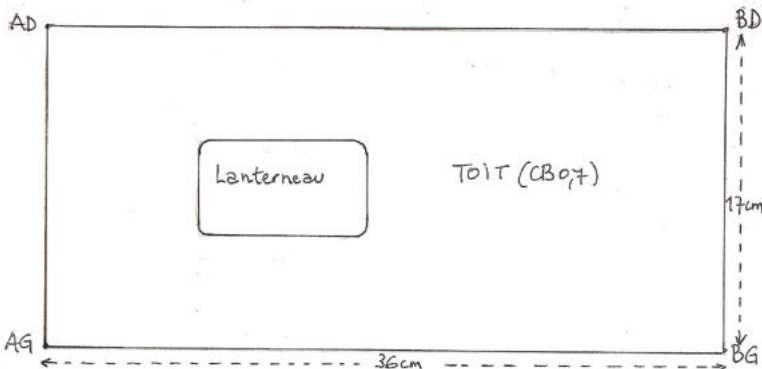 AD
BD
Lanterneau
TOIT (CB0,7)
17cm
AG
BG
36cm